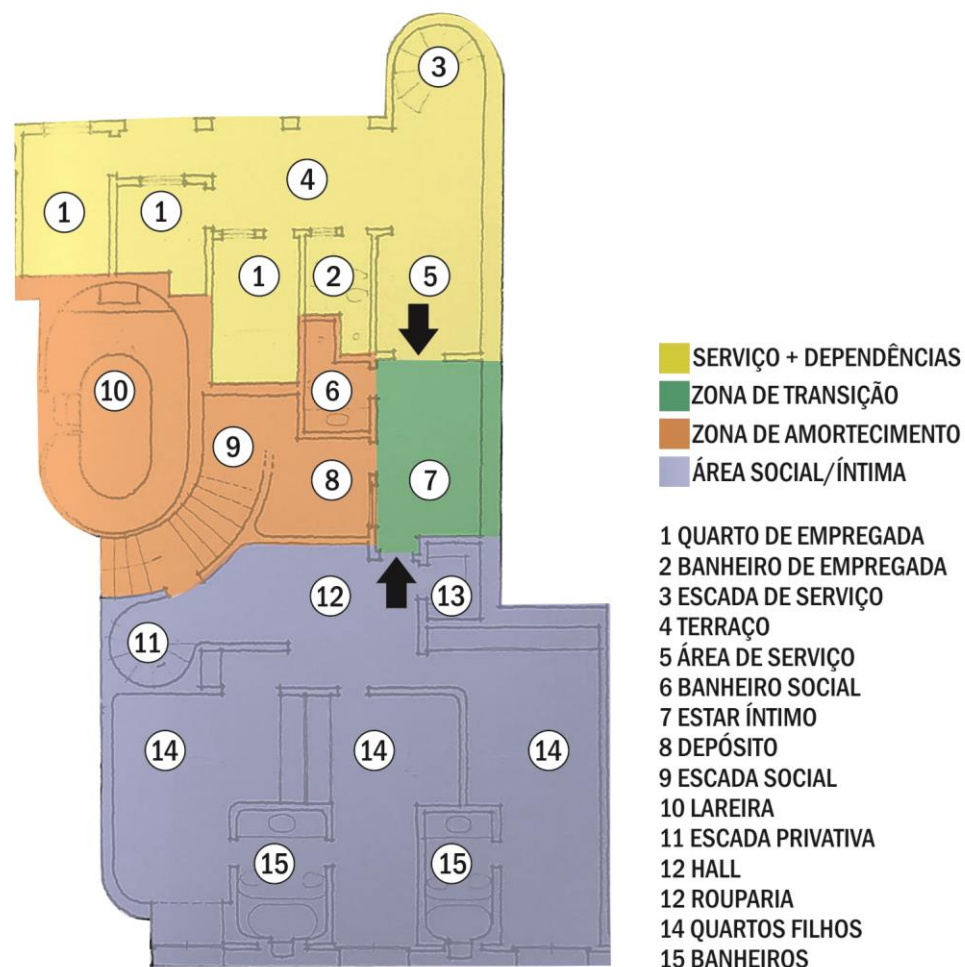 3
4
1
1
1
2
5
10
6
9
8
7
12
13
11
14
14
14
15
15
SERVIÇO + DEPENDÊNCIAS
ZONA DE TRANSIÇÃO
ZONA DE AMORTECIMENTO
ÁREA SOCIAL/ÍNTIMA
1 QUARTO DE EMPREGADA
2 BANHEIRO DE EMPREGADA
3 ESCADA DE SERVIÇO
4 TERRAÇO
5 ÁREA DE SERVIÇO
6 BANHEIRO SOCIAL
7 ESTAR ÍNTIMO
8 DEPÓSITO
9 ESCADA SOCIAL
10 LAREIRA
11 ESCADA PRIVATIVA
12 HALL
12 ROUPARIA
14 QUARTOS FILHOS
15 BANHEIROS